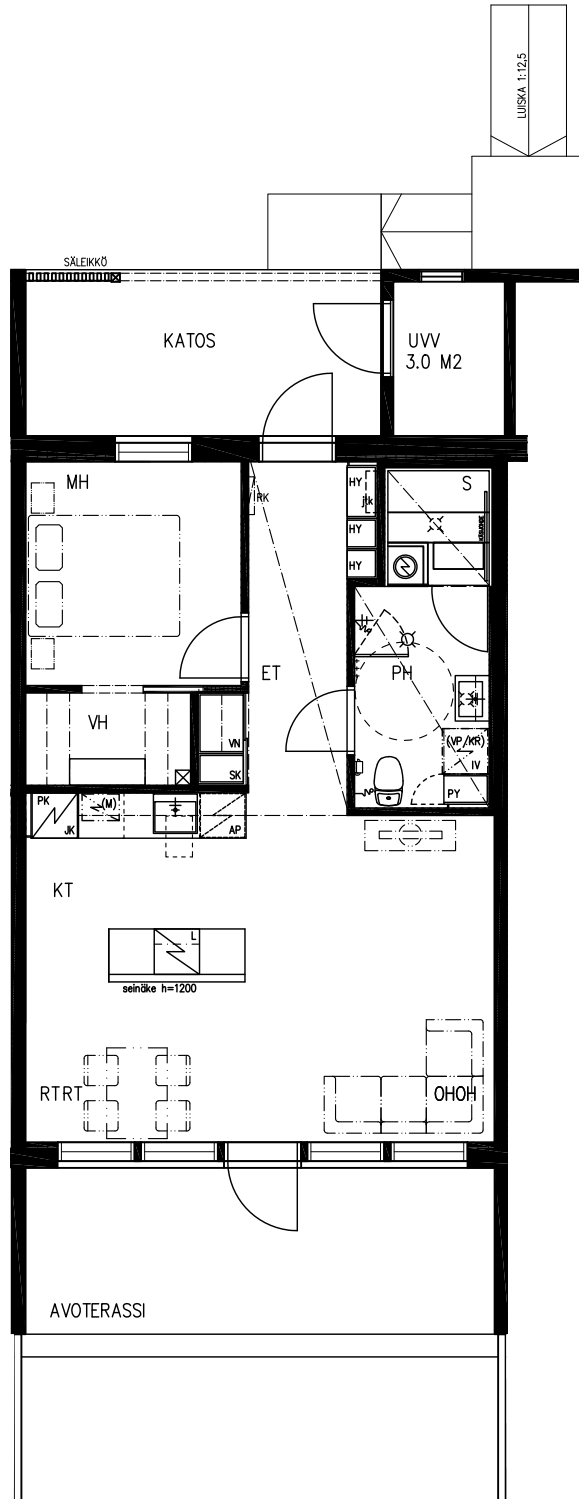 LUISKA 1:12,5
SÄLEIKKÖ
KATOS
UVV
3.0 M2
MH
RK
HY
jtk
HY
HY
S
ET
PH
VH
VN
SK
(VP/KR)
IV
PY
PK
JK
(M)
AP
KT
L
seinäke h=1200
RTRT
OHOH
AVOTERASSI